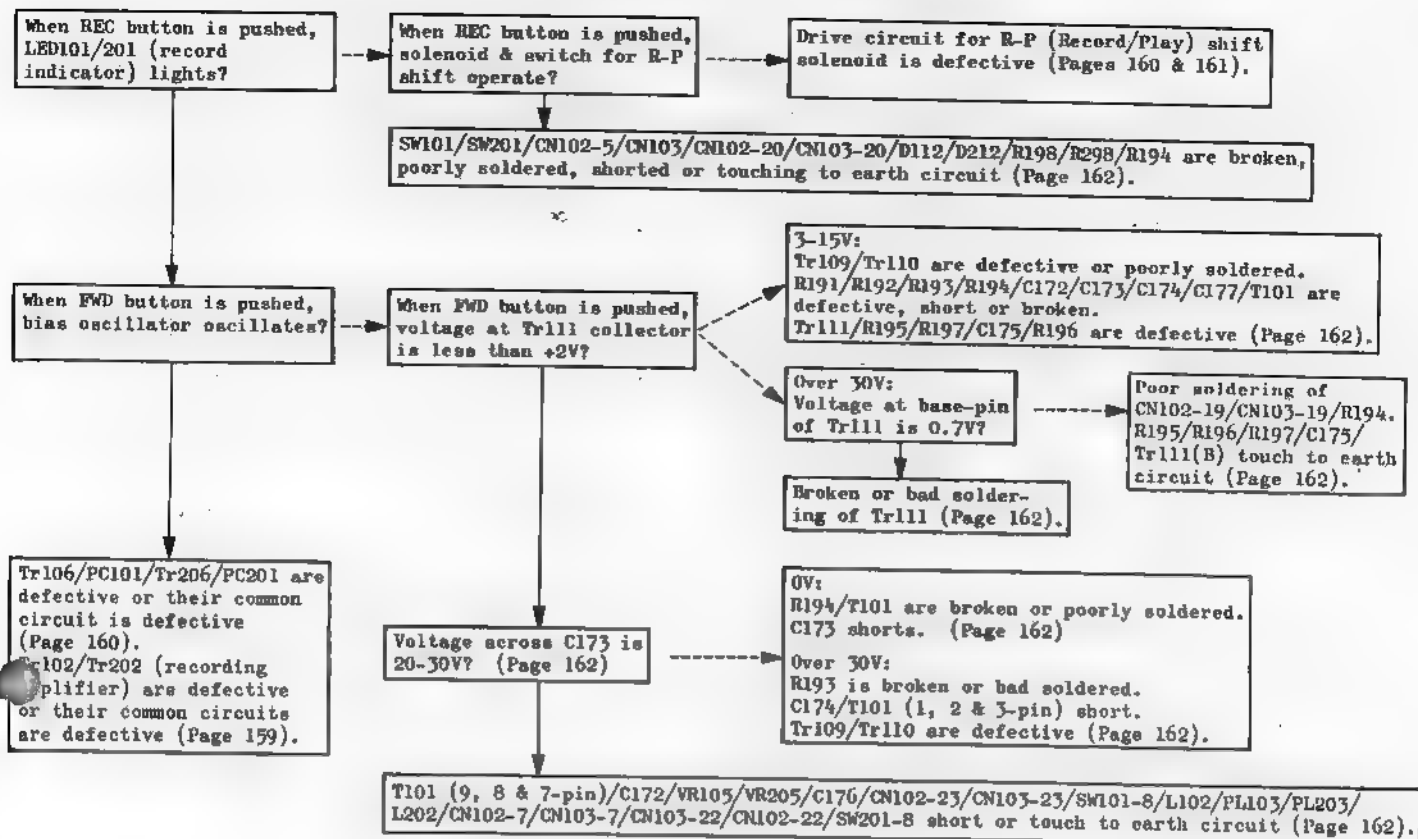 When REC button is pushed,
LED101/201 (record
indicator) lights?
When REC button is pushed,
solenoid & switch for R-P
shift operate?
Drive circuit for R-P (Record/Play) shift
solenoid is defective (Pages 160 & 161).
SW101/SW201/CN102-5/CN103/CN102-20/CN103-20/D112/D212/R198/R298/R194 are broken,
poorly soldered, shorted or touching to earth circuit (Page 162).
When FWD button is pushed,
bias oscillator oscillates?
When FWD button is pushed,
voltage at Tr111 collector
is less than +2V?
3-15V:
Tr109/Tr110 are defective or poorly soldered.
R191/R192/R193/R194/C172/C173/C174/C177/T101 are
defective, short or broken.
Tr111/R195/R197/C175/R196 are defective (Page 162).
Over 30V:
Voltage at base-pin
of Tr111 is 0.7V?
Poor soldering of
CN102-19/CN103-19/R194.
R195/R196/R197/C175/
Tr111(B) touch to earth
circuit (Page 162).
Broken or bad solder-
ing of Tr111 (Page 162).
Tr106/PC101/Tr206/PC201 are
defective or their common
circuit is defective
(Page 160).
Tr102/Tr202 (recording
plifier) are defective
or their common circuits
are defective (Page 159).
Voltage across C173 is
20-30V? (Page 162)
0V:
R194/T101 are broken or poorly soldered.
C173 shorts. (Page 162)
Over 30V:
R193 is broken or bad soldered.
C174/T101 (1, 2 & 3-pin) short.
Tr109/Tr110 are defective (Page 162).
T101 (9, 8 & 7-pin)/C172/VR105/VR205/C176/CN102-23/CN103-23/SW101-8/L102/PL103/PL203/
L202/CN102-7/CN103-7/CN103-22/CN102-22/SW201-8 short or touch to earth circuit (Page 162).